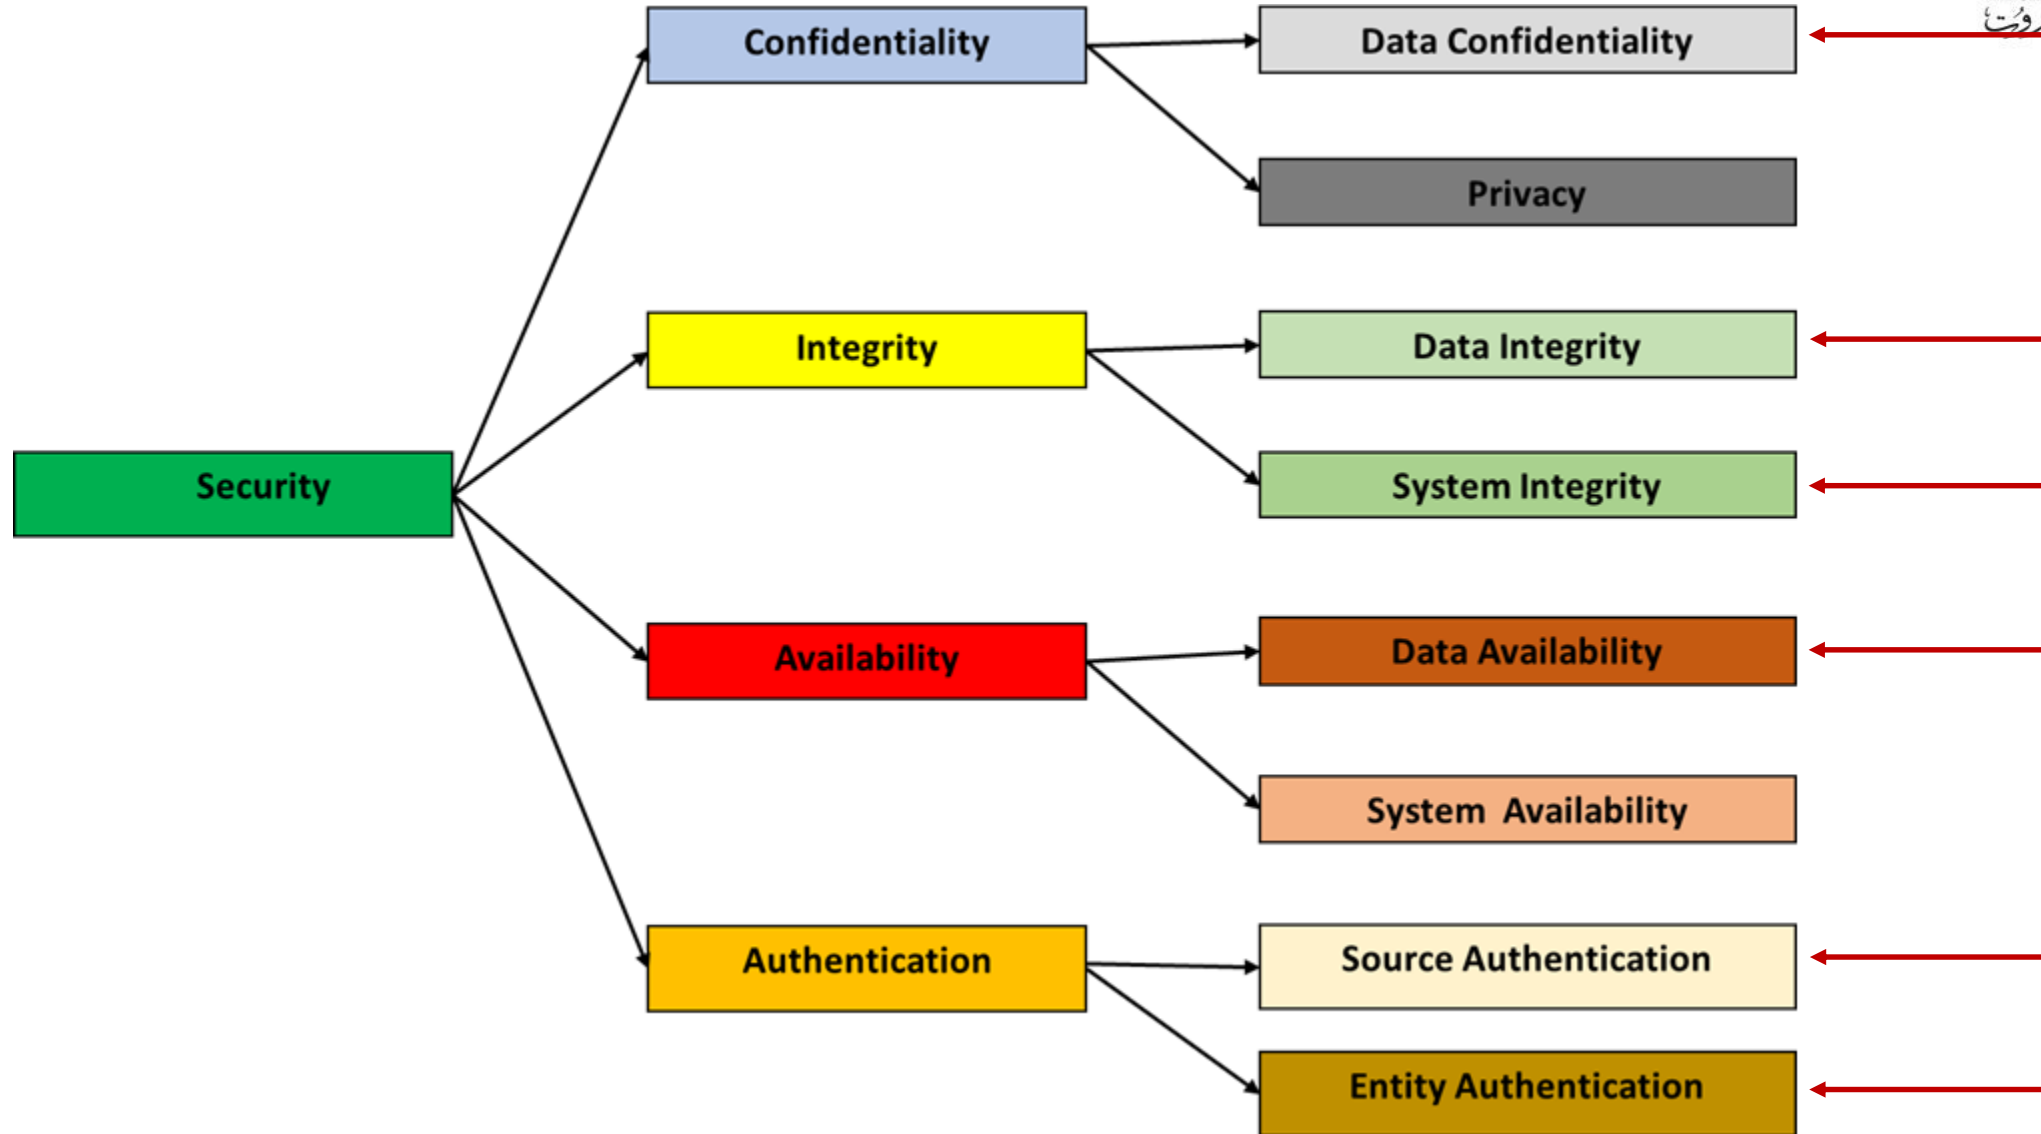 Confidentiality
Data Confidentiality
Privacy
Integrity
Data Integrity
Security
System Integrity
Availability
Data Availability
System Availability
Authentication
Source Authentication
Entity Authentication